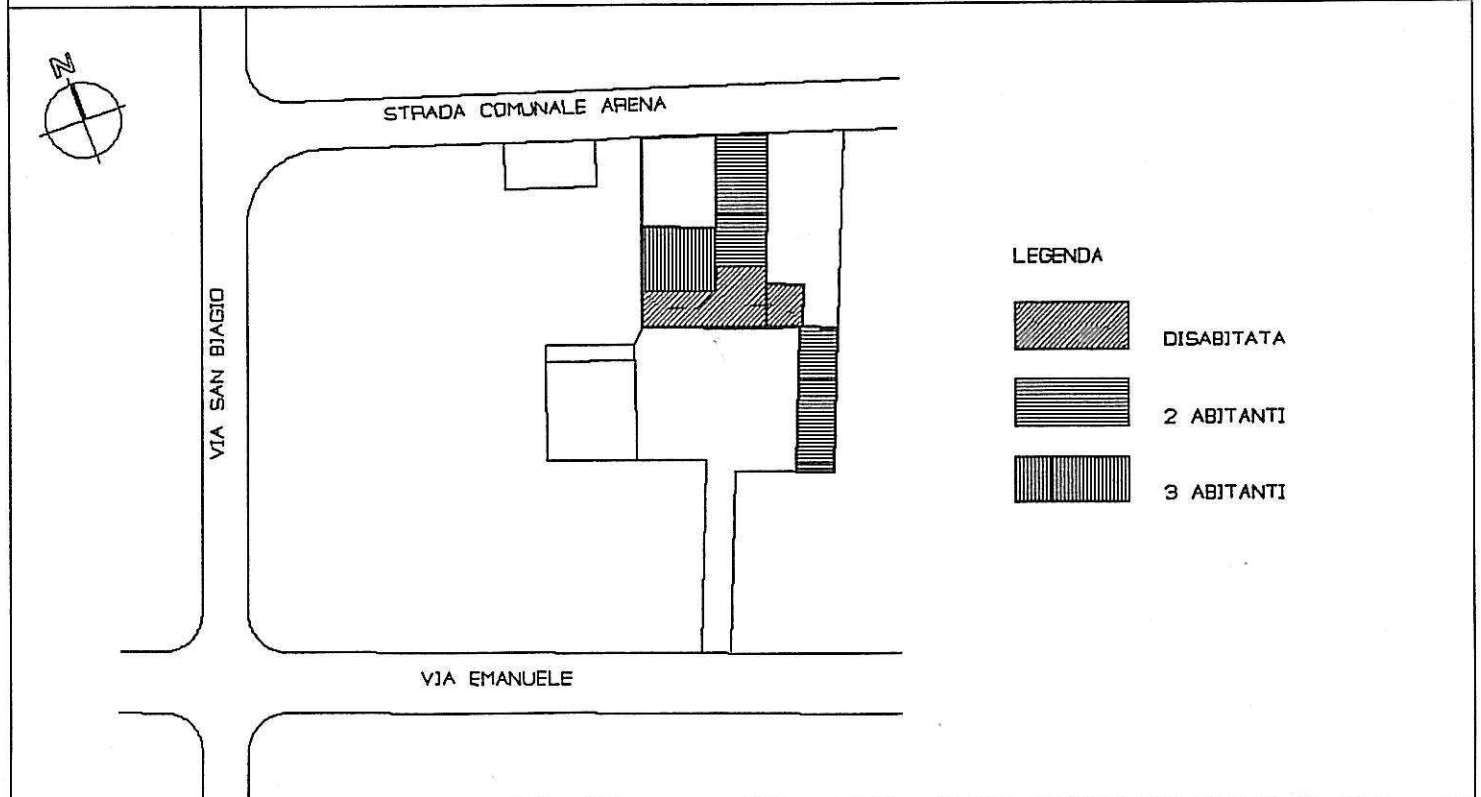 N
STRADA COMUNALE ARENA
VIA SAN BIAGIO
LEGENDA
DISABITATA
2 ABITANTI
3 ABITANTI
VIA EMANUELE